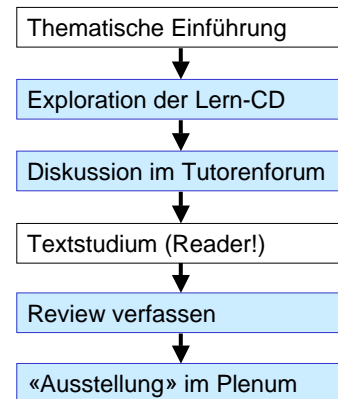 Thematische Einführung
Exploration der Lern-CD
Diskussion im Tutorenforum
Textstudium (Reader!)
Review verfassen
«Ausstellung» im Plenum